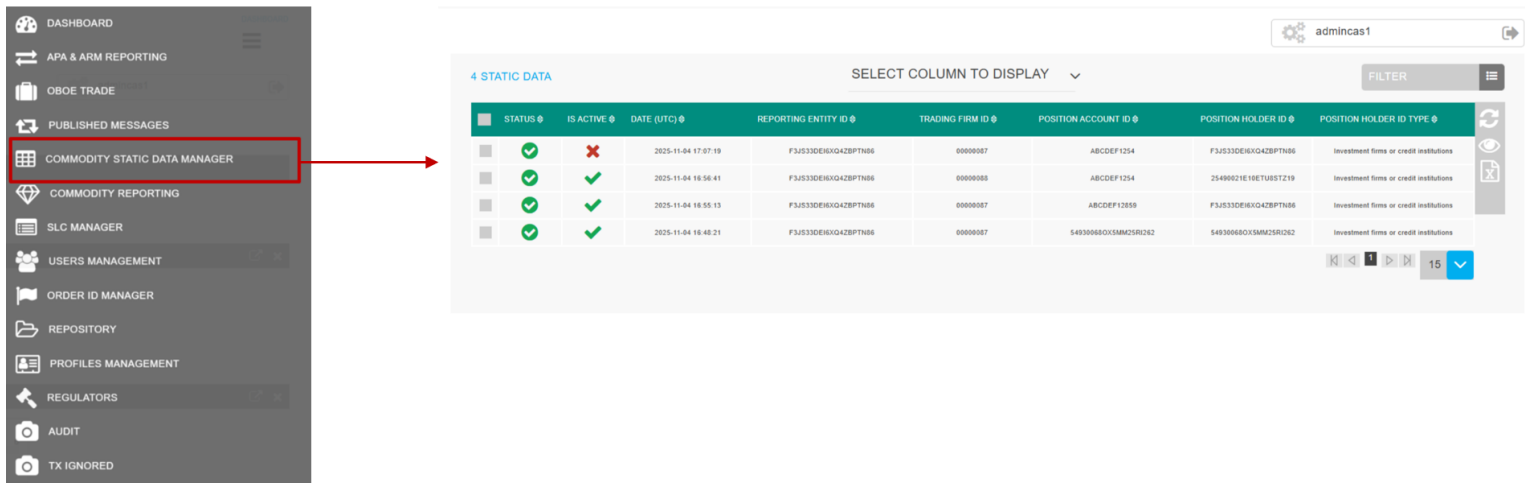 DASHBOARD
APA & ARM REPORTING
OBOE TRADE
PUBLISHED MESSAGES
COMMODITY STATIC DATA MANAGER
COMMODITY REPORTING
SLC MANAGER
USERS MANAGEMENT
ORDER ID MANAGER
REPOSITORY
PROFILES MANAGEMENT
REGULATORS
AUDIT
TX IGNORED
admincas1
4 STATIC DATA
SELECT COLUMN TO DISPLAY
FILTER
STATUS IS ACTIVE DATE (UTC) REPORTING ENTITY ID TRADING FIRM ID POSITION ACCOUNT ID POSITION HOLDER ID POSITION HOLDER ID TYPE
2025-11-04 17:07:19 F3JS33DEI6XQ4ZBPTN86 00000087 ABCDEF1254 F3JS33DEI6XQ4ZBPTN86 Investment firms or credit institutions
2025-11-04 16:56:41 F3JS33DEI6XQ4ZBPTN86 00000088 ABCDEF1254 25490021E10ETU8STZ19 Investment firms or credit institutions
2025-11-04 16:55:13 F3JS33DEI6XQ4ZBPTN86 00000087 ABCDEF12859 F3JS33DEI6XQ4ZBPTN86 Investment firms or credit institutions
2025-11-04 16:48:21 F3JS33DEI6XQ4ZBPTN86 00000087 54930068OX5MM25RI262 54930068OX5MM25RI262 Investment firms or credit institutions
1
15